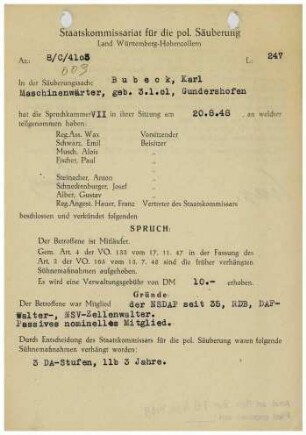 Staatskommissariat für die pol. Säuberung
Land Württemberg-Hohenzollern
Az.: 8/C/4105
L: 247
003
In der Säuberungssache: Bubeck, Karl
Maschinenwärter, geb. 3.1.01, Gundershofen
hat die Spruchkammer VII in ihrer Sitzung am 20.8.48, an welcher
teilgenommen haben:
Reg.Ass. Wax Vorsitzender
Schwarz, Emil Beisitzer
Musch, Alois "
Escher, Paul "
Steinacher, Arsato "
Schnellenburger, Josef "
Alber, Gustav "
Reg.Angest. Hauer, Franz Vertreter des Staatskommissars
beschlossen und verkündet folgenden
SPRUCH:
Der Betroffene ist Mitläufer.
Gem. Art. 4 der VO. 133 vom 17. 11. 47 in der Fassung des
Art. 2 der VO. 165 vom 13. 7. 48 sind die früher verhängten
Sühnemaßnahmen aufgehoben.
Es wird eine Verwaltungsgebühr von DM 10.- erhoben.
Gründe
Der Betroffene war Mitglied der NSDAP seit 35, RDB, DAF-
Walter-, NSV-Zellenwalter.
Passives nominelles Mitglied.
Durch Entscheidung des Staatskommissars für die pol. Säuberung waren folgende
Sühnemaßnahmen verhängt worden:
3 DA-Stufen, 11b 3 Jahre.